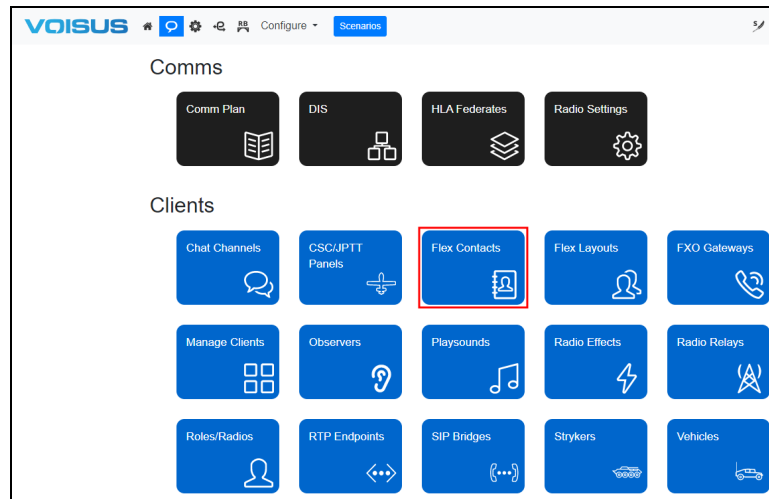 VOISUS RB Configure Scenarios S
Comms
Comm Plan DIS HLA Federates Radio Settings
Clients
Chat Channels CSC/JPTT Flex Contacts Flex Layouts FXO Gateways
Panels
Manage Clients Observers Playsounds Radio Effects Radio Relays
Roles/Radios RTP Endpoints SIP Bridges Strykers Vehicles